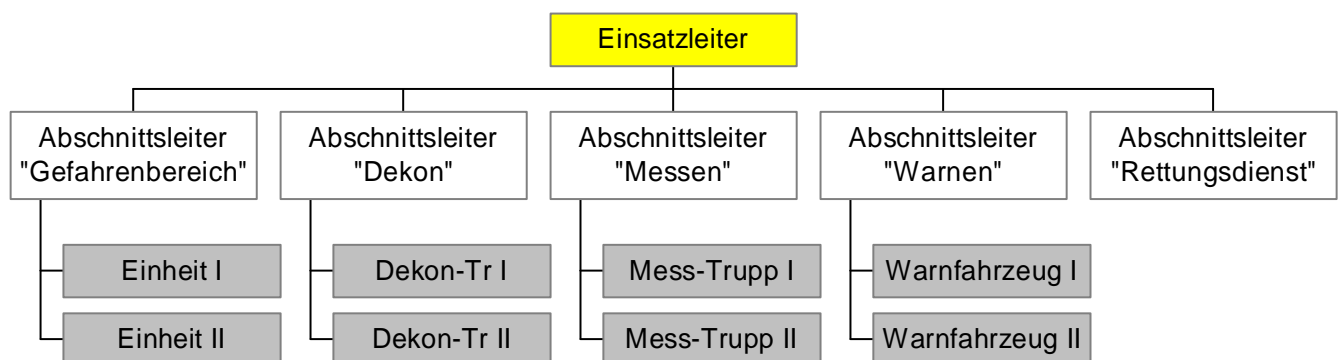 Einsatzleiter
Abschnittsleiter
"Gefahrenbereich"
Abschnittsleiter
"Dekon"
Abschnittsleiter
"Messen"
Abschnittsleiter
"Warnen"
Abschnittsleiter
"Rettungsdienst"
Einheit I
Dekon-Tr I
Mess-Trupp I
Warnfahrzeug I
Einheit II
Dekon-Tr II
Mess-Trupp II
Warnfahrzeug II